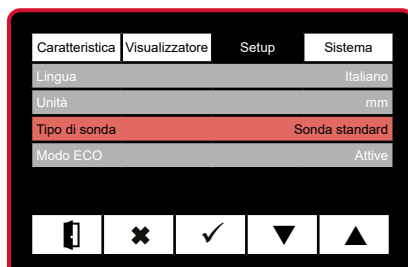 Caratteristica Visualizzatore Setup Sistema
Lingua Italiano
Unità mm
Tipo di sonda Sonda standard
Modo ECO Attive